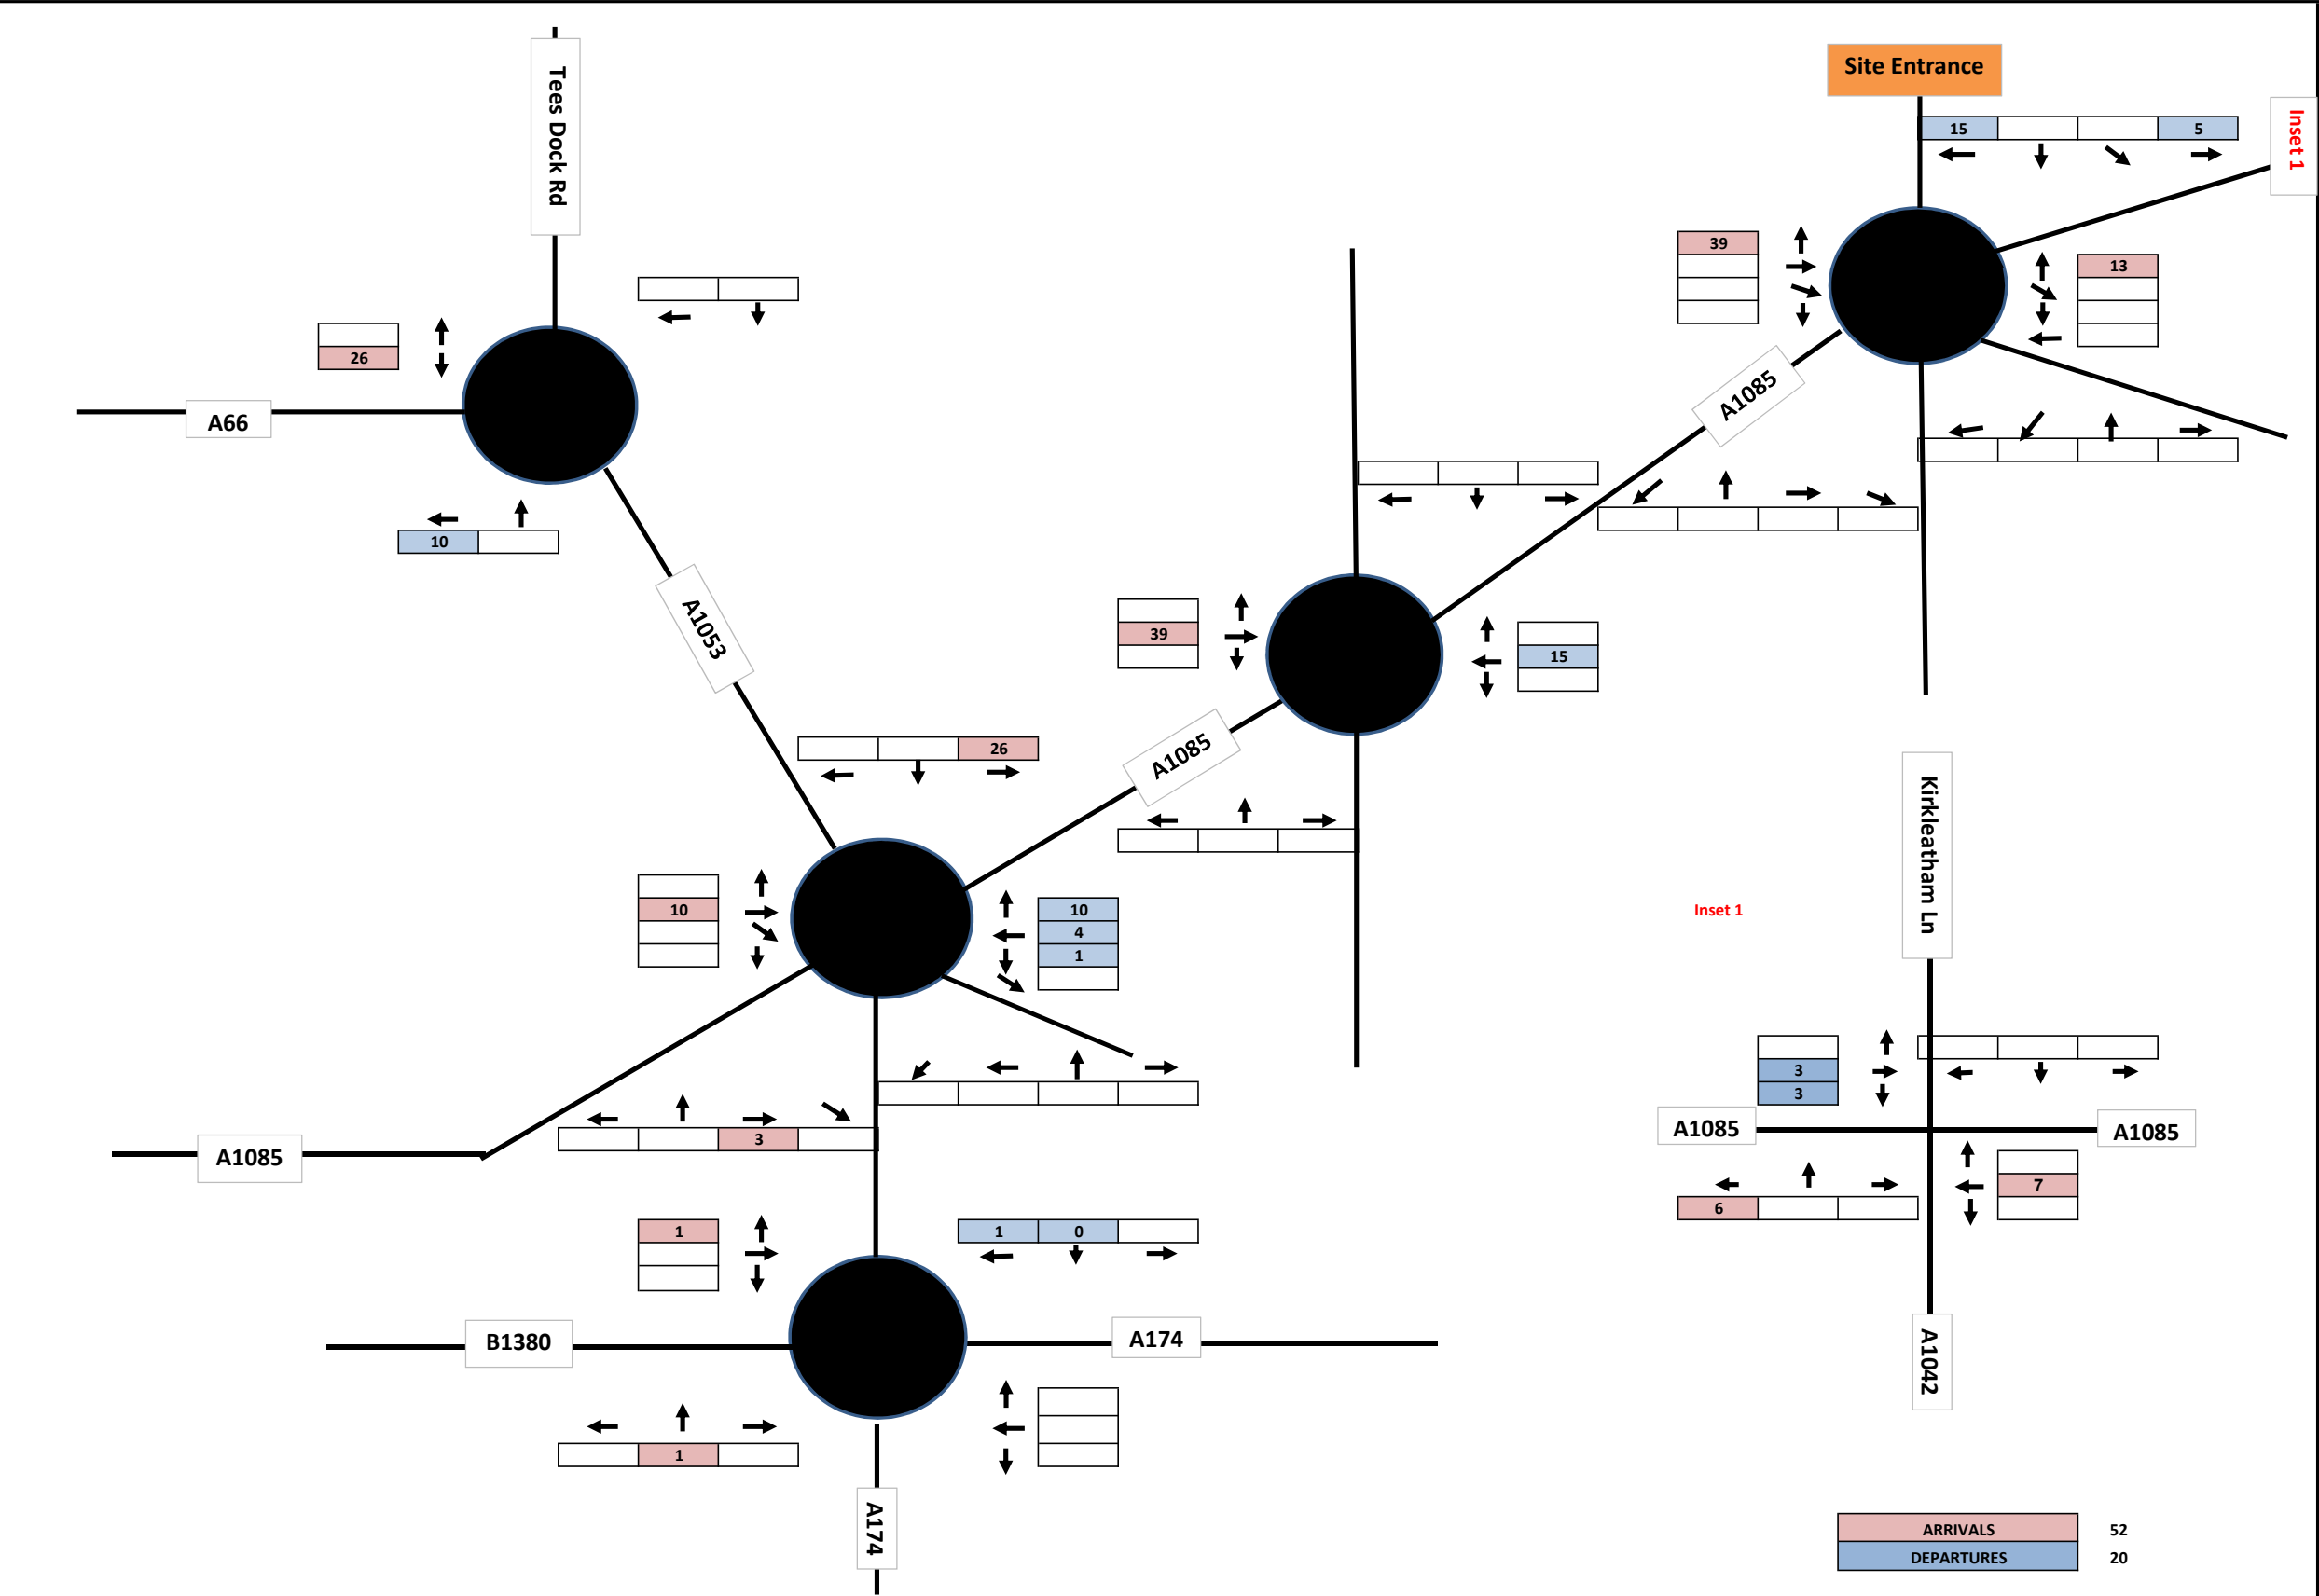 Site Entrance
Tees Dock Rd
Inset 1
15 5
39
13
26
A66
A1085
10
A1053
39
15
A1085
26
Kirkleatham Ln
10
10
4
1
Inset 1
3
3
A1085
A1085
3
A1085
7
6
1
1 0
B1380
A174
A1042
1
A174
ARRIVALS 52
DEPARTURES 20